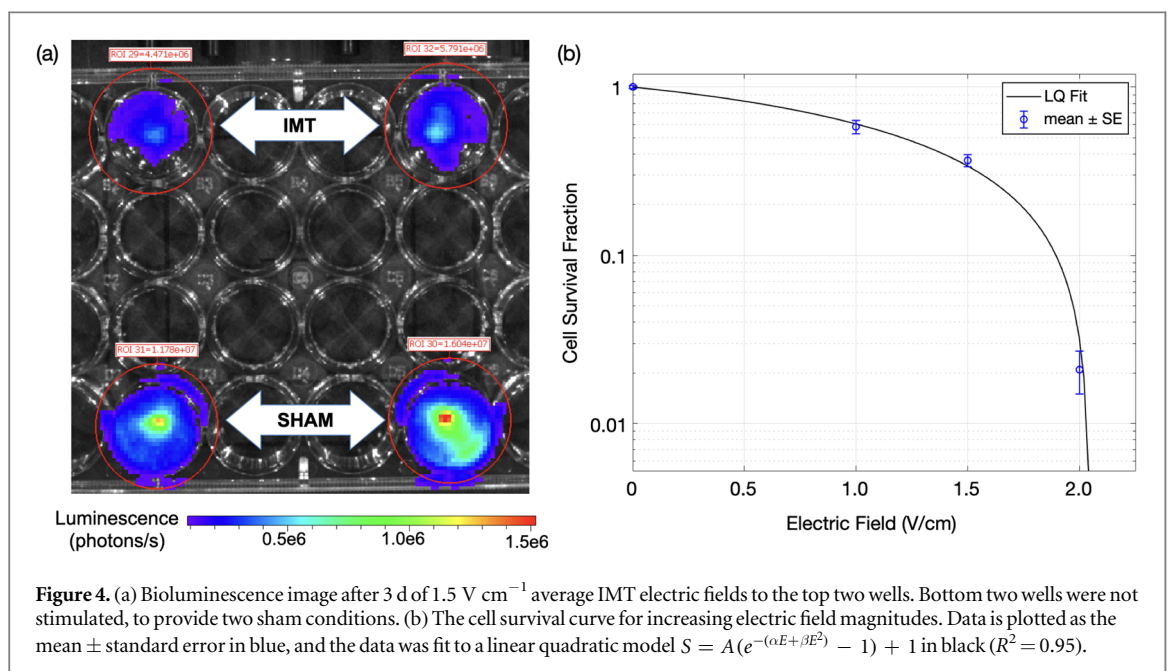 (a)
ROI 29=4.471e+06
ROI 32=5.791e+06
IMT
ROI 31=1.178e+07
ROI 30=1.604e+07
SHAM
Luminescence
(photons/s)
0.5e6
1.0e6
1.5e6
(b)
1
0.1
0.01
Cell Survival Fraction
LQ Fit
mean ± SE
0
0.5
1.0
1.5
2.0
Electric Field (V/cm)
Figure 4. (a) Bioluminescence image after 3 d of 1.5 V cm⁻¹ average IMT electric fields to the top two wells. Bottom two wells were not
stimulated, to provide two sham conditions. (b) The cell survival curve for increasing electric field magnitudes. Data is plotted as the
mean ± standard error in blue, and the data was fit to a linear quadratic model S = A(e^{−(αE+βE²)} − 1) + 1 in black (R² = 0.95).